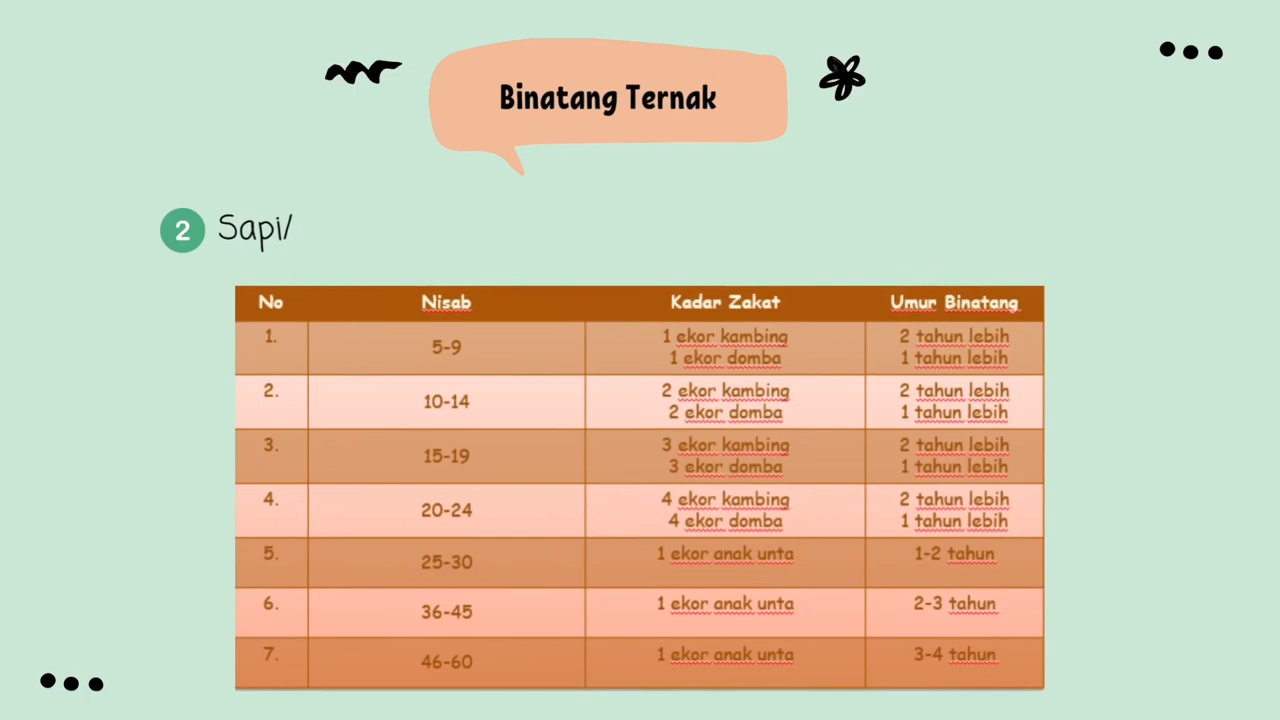 Binatang Ternak
2 Sapi/
No Nisab Kadar Zakat Umur Binatang
1. 5-9 1 ekor kambing 2 tahun lebih
1 ekor domba 1 tahun lebih
2. 10-14 2 ekor kambing 2 tahun lebih
2 ekor domba 1 tahun lebih
3. 15-19 3 ekor kambing 2 tahun lebih
3 ekor domba 1 tahun lebih
4. 20-24 4 ekor kambing 2 tahun lebih
4 ekor domba 1 tahun lebih
5. 25-30 1 ekor anak unta 1-2 tahun
6. 36-45 1 ekor anak unta 2-3 tahun
7. 46-60 1 ekor anak unta 3-4 tahun